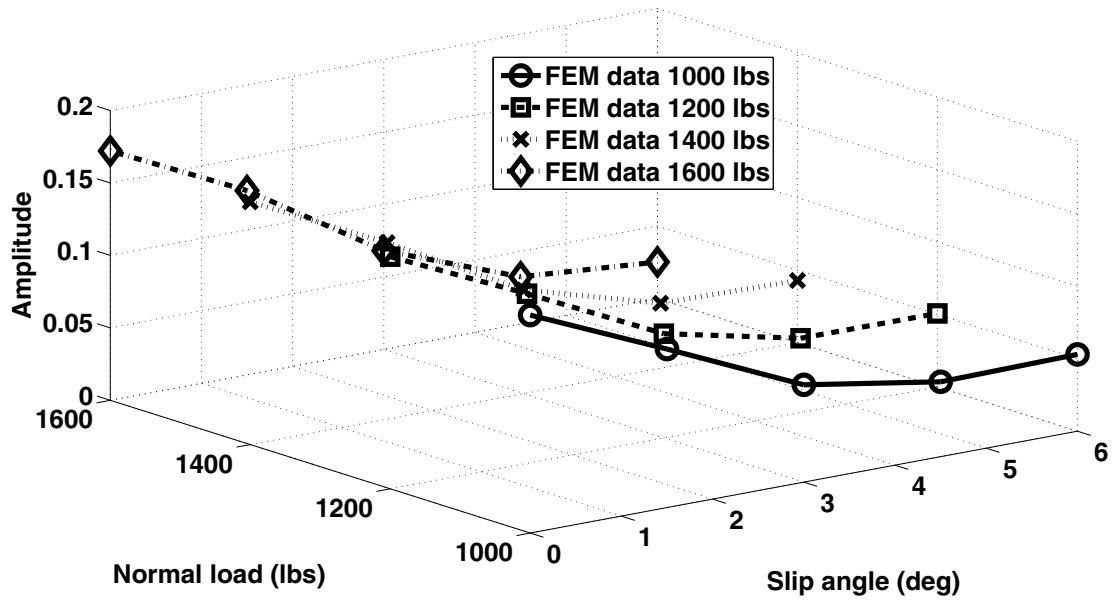 FEM data 1000 lbs
FEM data 1200 lbs
FEM data 1400 lbs
FEM data 1600 lbs
0.2
0.15
0.1
0.05
0
Amplitude
1600
1400
1200
1000
Normal load (lbs)
0
1
2
3
4
5
6
Slip angle (deg)